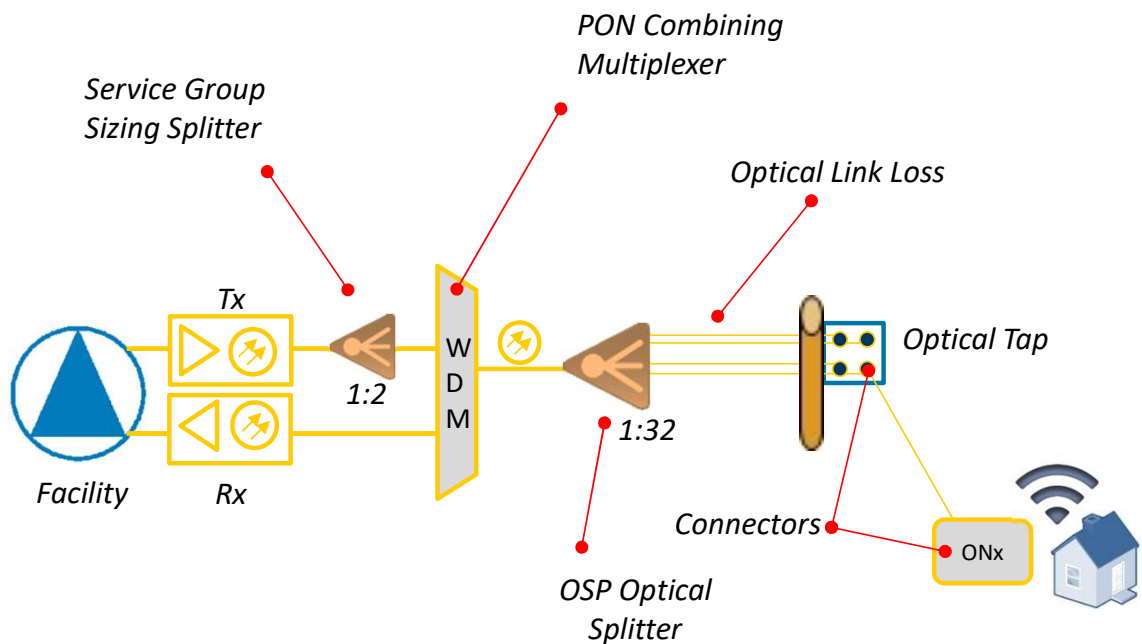 PON Combining
Multiplexer
Service Group
Sizing Splitter
Optical Link Loss
Tx
1:2
W
D
M
1:32
Optical Tap
Facility
Rx
Connectors
ONx
OSP Optical
Splitter